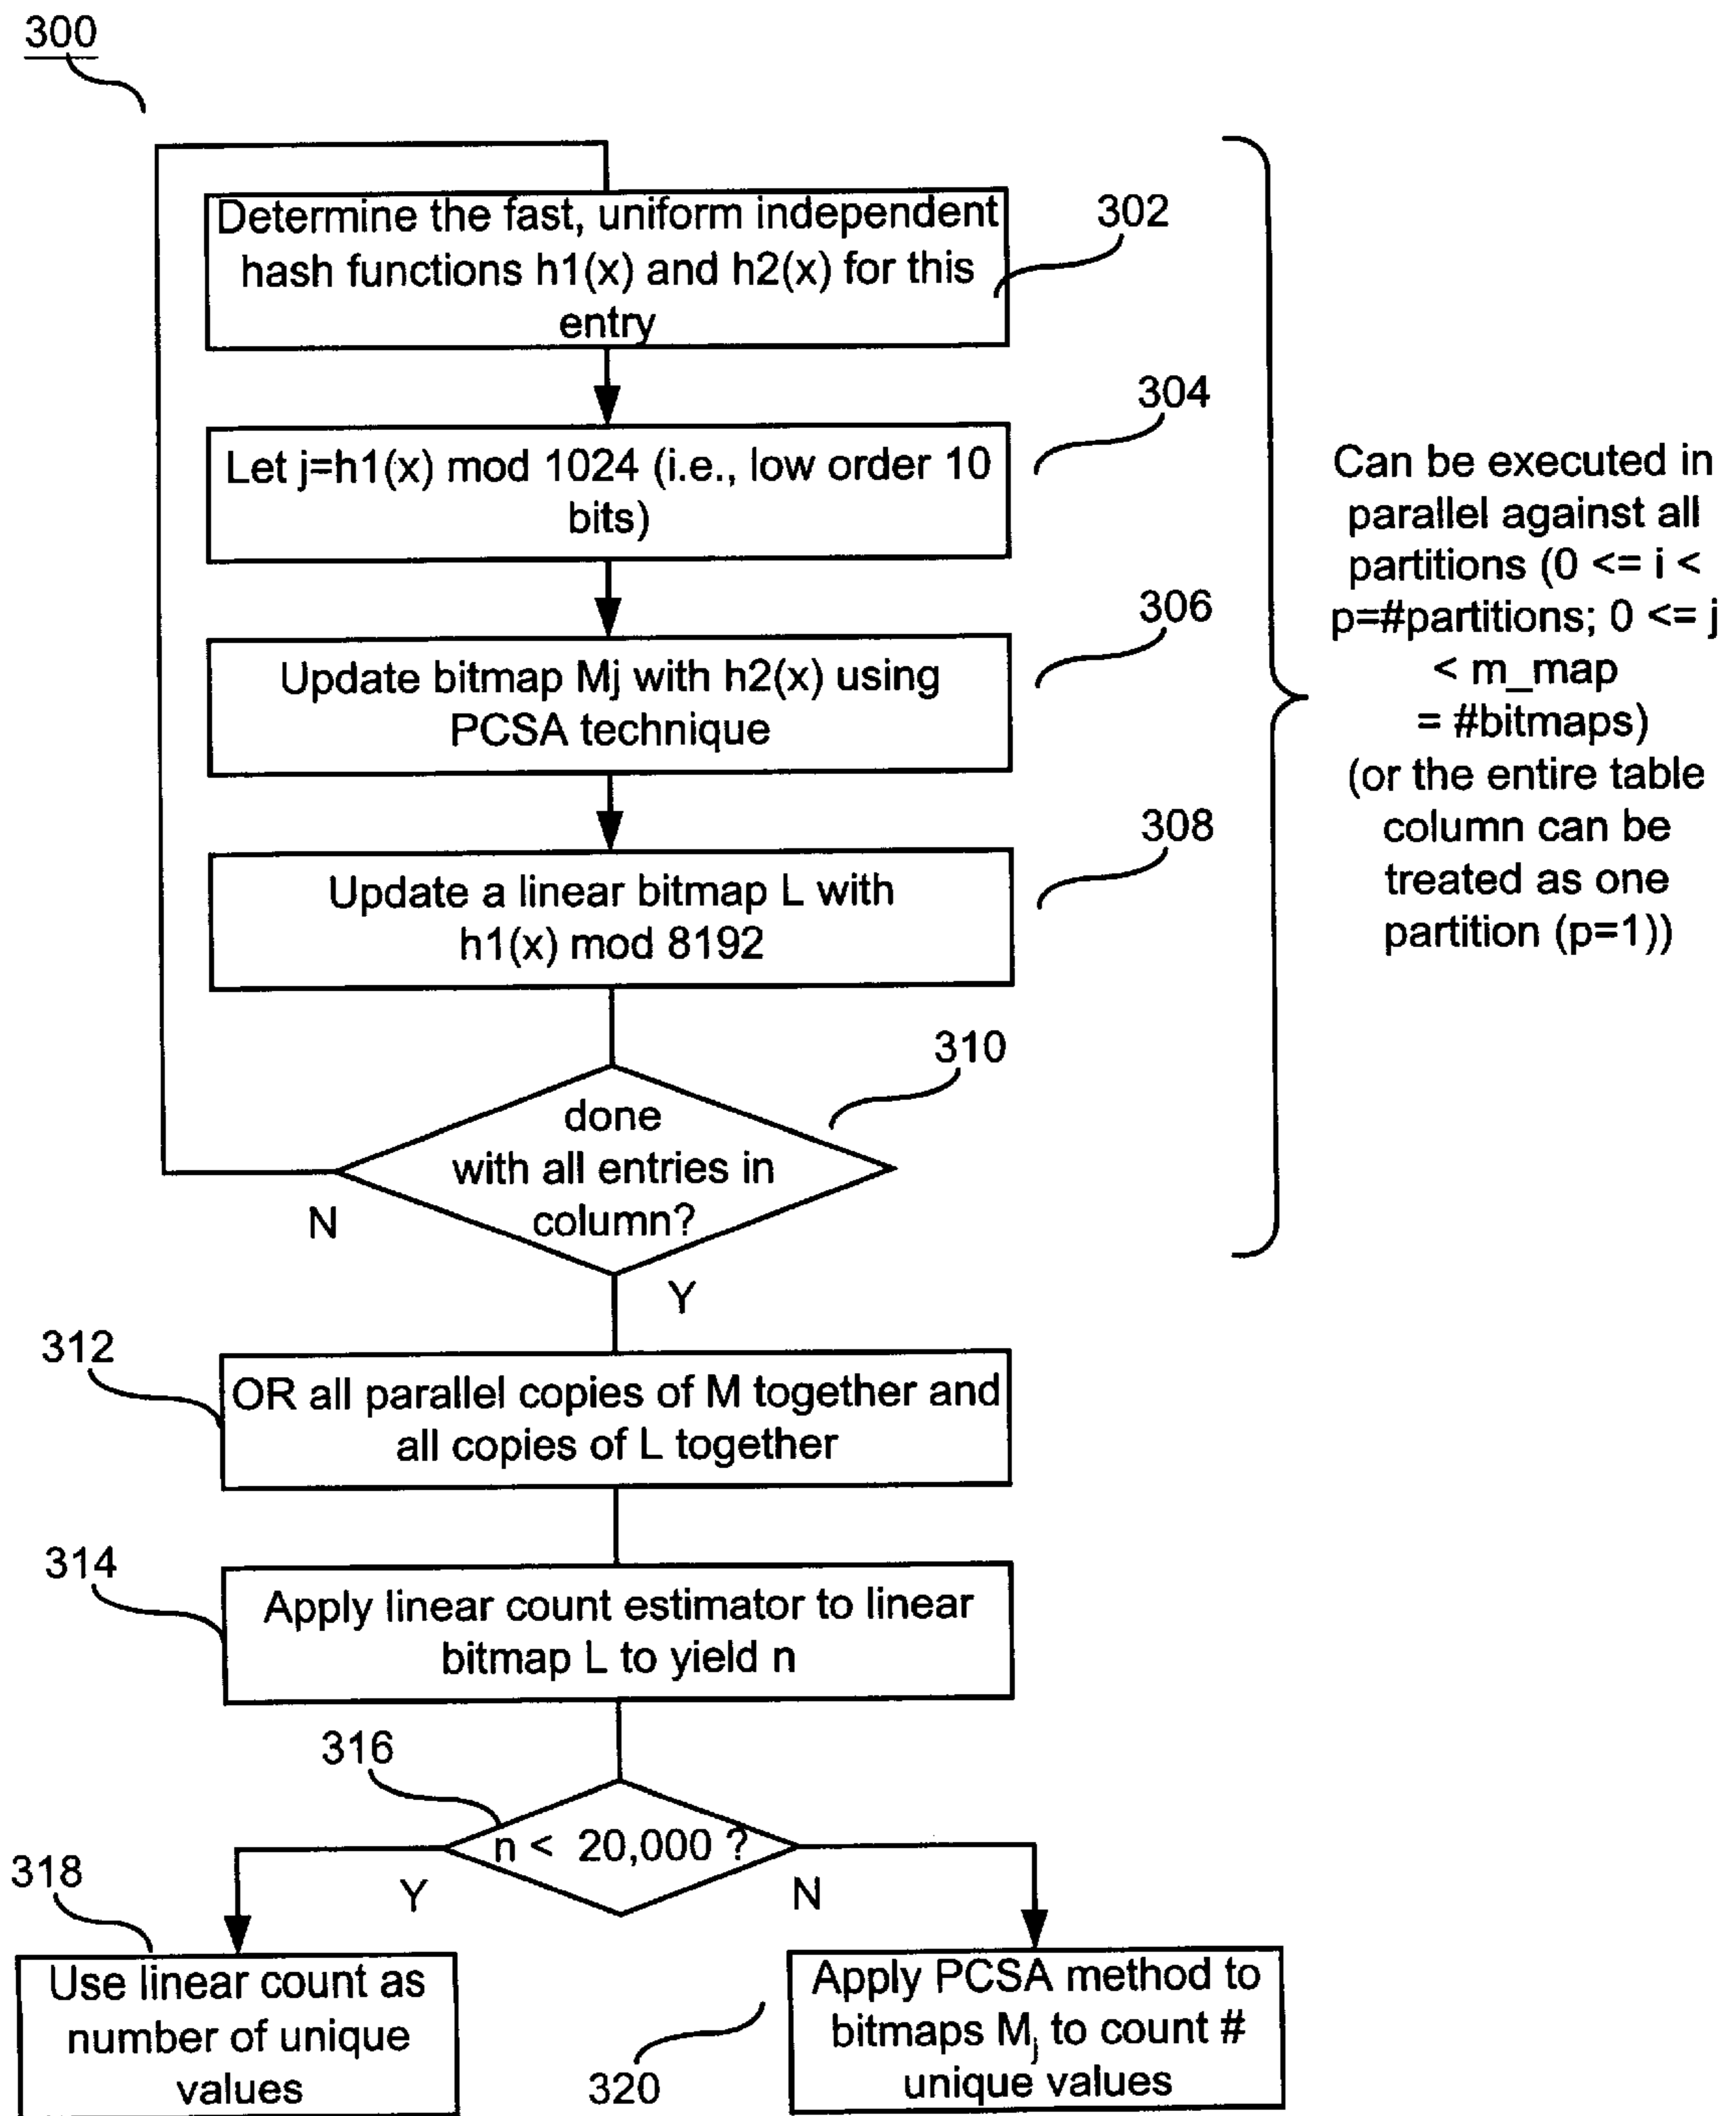 300
Determine the fast, uniform independent
hash functions h1(x) and h2(x) for this
entry
302
Let j=h1(x) mod 1024 (i.e., low order 10
bits)
304
Update bitmap Mj with h2(x) using
PCSA technique
306
Update a linear bitmap L with
h1(x) mod 8192
308
done
with all entries in
column?
310
N
Y
Can be executed in
parallel against all
partitions (0 <= i <
p=#partitions; 0 <= j
< m_map
= #bitmaps)
(or the entire table
column can be
treated as one
partition (p=1))
312
OR all parallel copies of M together and
all copies of L together
314
Apply linear count estimator to linear
bitmap L to yield n
316
n < 20,000 ?
Y
N
318
Use linear count as
number of unique
values
320
Apply PCSA method to
bitmaps Mj to count #
unique values